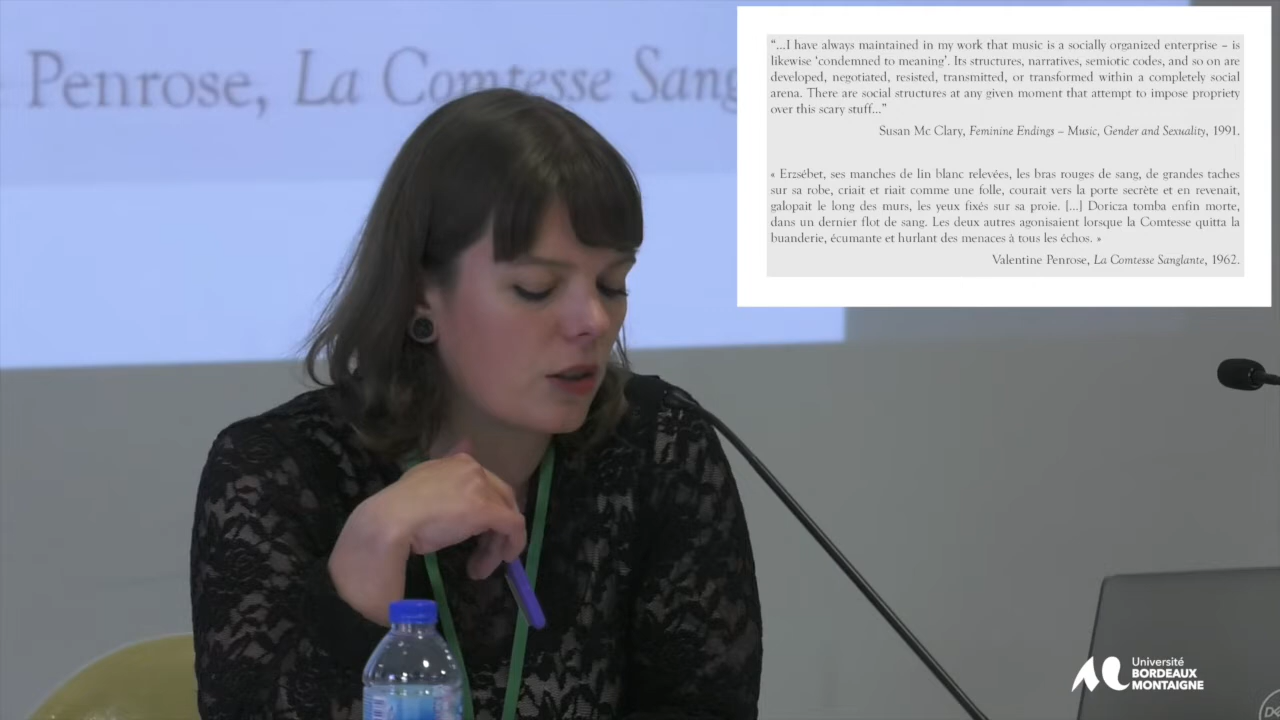 Penrose, La Comtesse Sang
“...I have always maintained in my work that music is a socially organized enterprise – is
likewise ‘condemned to meaning’. Its structures, narratives, semiotic codes, and so on are
developed, negotiated, resisted, transmitted, or transformed within a completely social
arena. There are social structures at any given moment that attempt to impose propriety
over this scary stuff...”
Susan Mc Clary, Feminine Endings – Music, Gender and Sexuality, 1991.
« Erzsébet, ses manches de lin blanc relevées, les bras rouges de sang, de grandes taches
sur sa robe, criait et riait comme une folle, courait vers la porte secrète et en revenait,
galopait le long des murs, les yeux fixés sur sa proie. [...] Doricza tomba enfin morte,
dans un dernier flot de sang. Les deux autres agonisaient lorsque la Comtesse quitta la
buanderie, écumante et hurlant des menaces à tous les échos. »
Valentine Penrose, La Comtesse Sanglante, 1962.
Université
BORDEAUX
MONTAIGNE